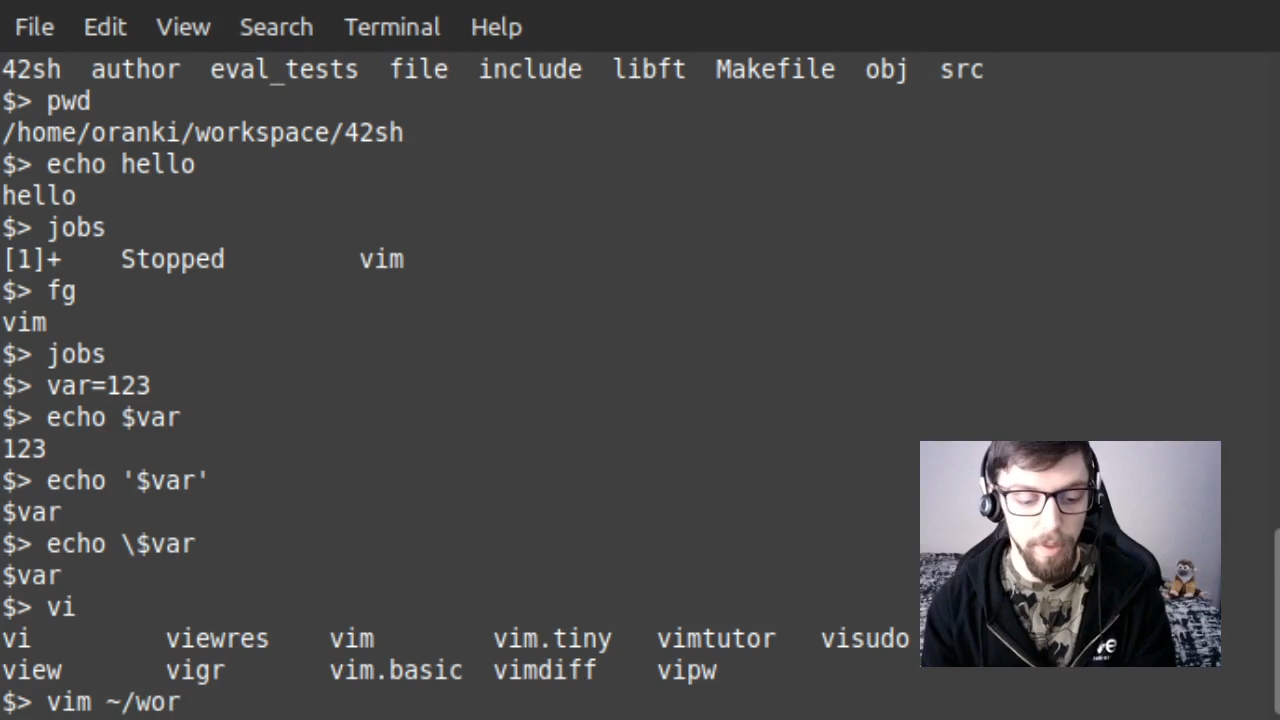 File Edit View Search Terminal Help
42sh author eval_tests file include libft Makefile obj src
$> pwd
/home/oranki/workspace/42sh
$> echo hello
hello
$> jobs
[1]+ Stopped vim
$> fg
vim
$> jobs
$> var=123
$> echo $var
123
$> echo '$var'
$var
$> echo \$var
$var
$> vi
vi viewres vim vim.tiny vimtutor visudo
view vigr vim.basic vimdiff vipw
$> vim ~/wor